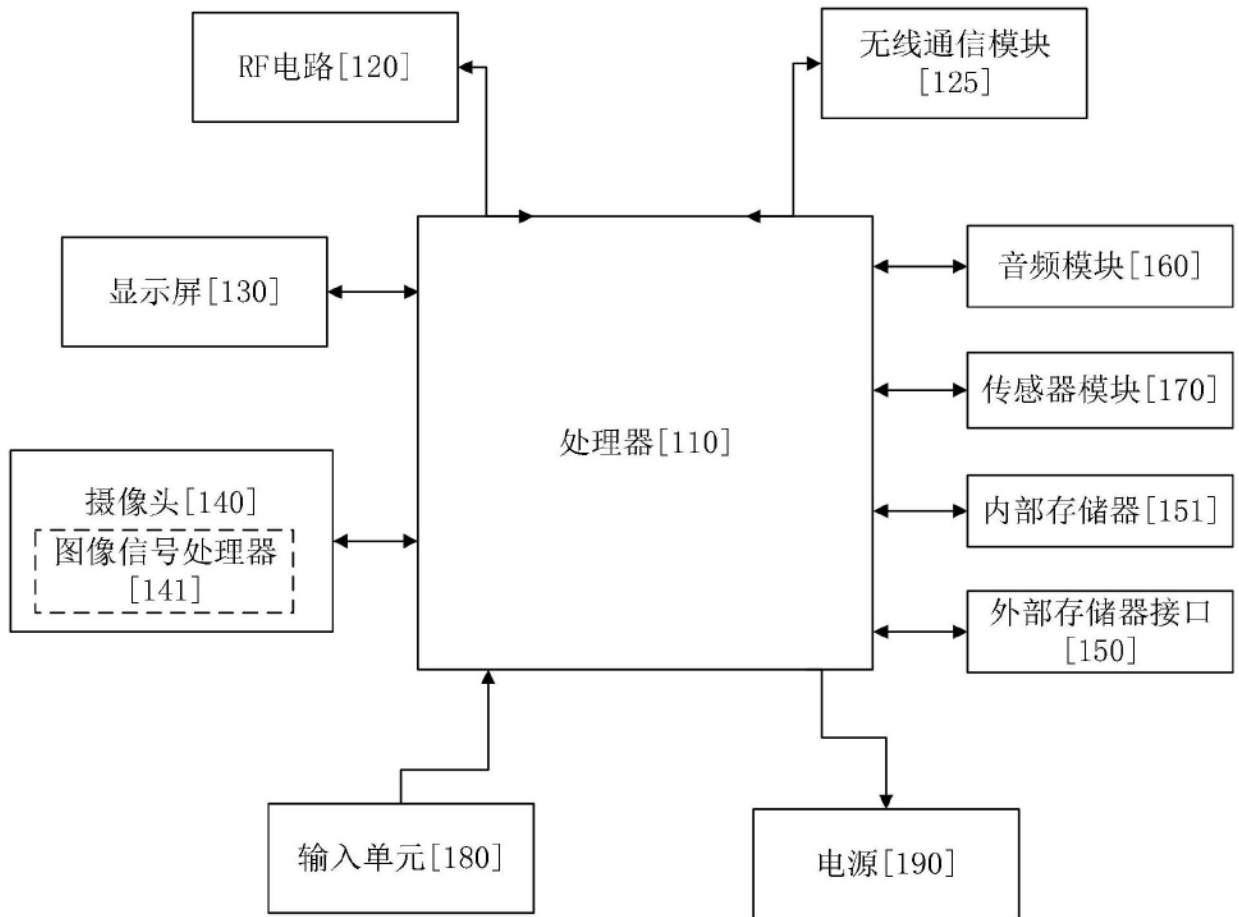 RF电路[120]
无线通信模块
[125]
显示屏[130]
音频模块[160]
传感器模块[170]
处理器[110]
摄像头[140]
图像信号处理器
[141]
内部存储器[151]
外部存储器接口
[150]
输入单元[180]
电源[190]